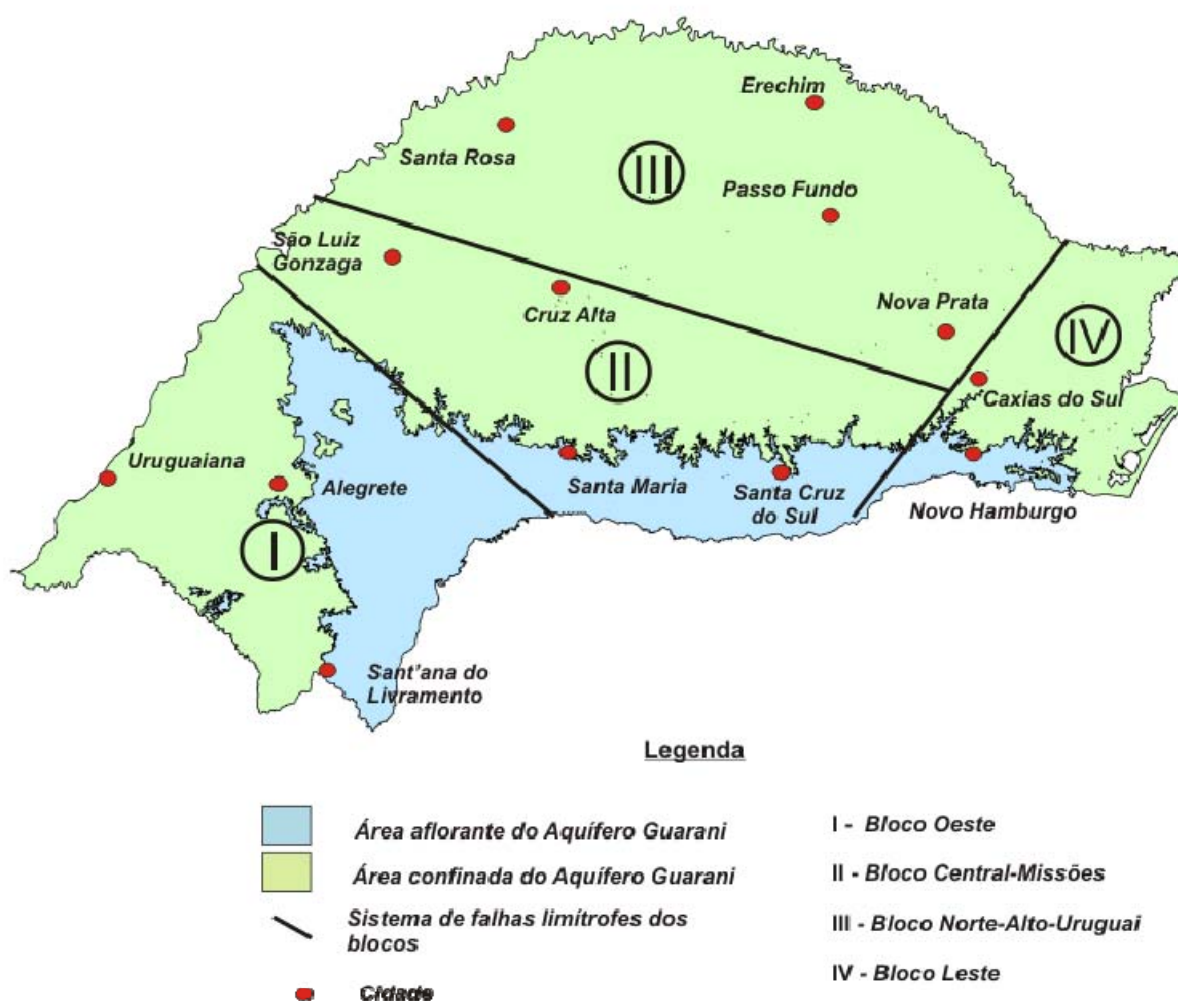 Erechim
Santa Rosa
III
Passo Fundo
São Luiz
Gonzaga
Cruz Alta
Nova Prata
IV
II
Caxias do Sul
Uruguaiana
Alegrete
Santa Maria
Santa Cruz
do Sul
Novo Hamburgo
I
Sant'ana do
Livramento
Legenda
Área aflorante do Aquífero Guarani
Área confinada do Aquífero Guarani
Sistema de falhas limítrofes dos
blocos
Cidade
I - Bloco Oeste
II - Bloco Central-Missões
III - Bloco Norte-Alto-Uruguai
IV - Bloco Leste